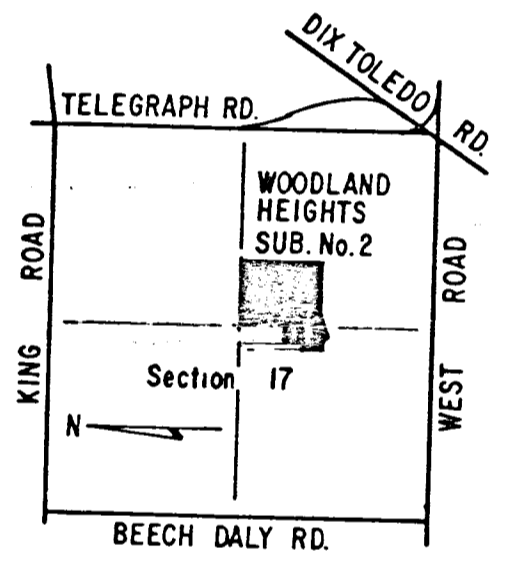 DIX TOLEDO RD.
TELEGRAPH RD.
WOODLAND
HEIGHTS
SUB. No. 2
KING ROAD
WEST ROAD
Section 17
N
BEECH DALY RD.